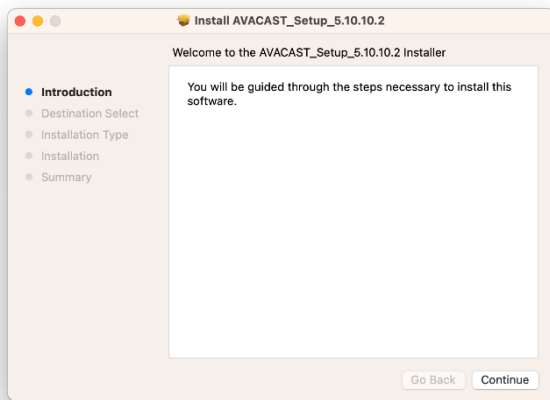 Install AVACAST_Setup_5.10.10.2
Welcome to the AVACAST_Setup_5.10.10.2 Installer
Introduction
Destination Select
Installation Type
Installation
Summary
You will be guided through the steps necessary to install this
software.
Go Back
Continue